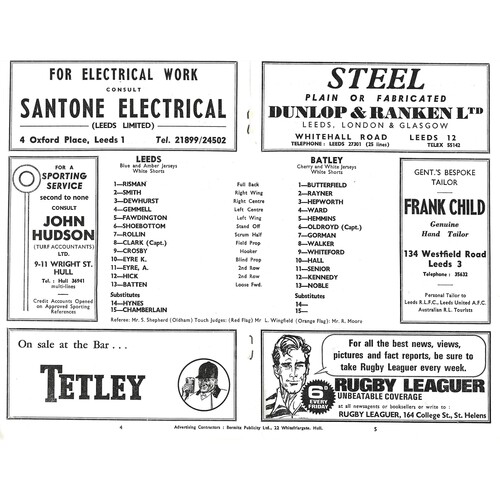 FOR ELECTRICAL WORK
CONSULT
SANTONE ELECTRICAL
(LEEDS LIMITED)
4 Oxford Place, Leeds 1 Tel. 21899/24502
STEEL
PLAIN OR FABRICATED
DUNLOP & RANKEN LTD
LEEDS, LONDON & GLASGOW
WHITEHALL ROAD LEEDS 12
TELEPHONE: LEEDS 27301 (25 lines) TELEX 55142
FOR A
SPORTING
SERVICE
second to none
CONSULT
JOHN
HUDSON
(TURF ACCOUNTANTS)
LTD.
9-11 WRIGHT ST.
HULL
Tel.: Hull 36941
multi-lines
Credit Accounts Opened
on Approved Sporting
References
LEEDS
Blue and Amber Jerseys
White Shorts
1—RISMAN Full Back
2—SMITH Right Wing
3—DEWHURST Right Centre
4—GEMMELL Left Centre
5—FAWDINGTON Left Wing
6—SHOEBOTTOM Stand Off
7—ROLLIN Scrum Half
8—CLARK (Capt.) Field Prop
9—CROSBY Hooker
10—EYRE K. Blind Prop
11—EYRE, A. 2nd Row
12—HICK 2nd Row
13—BATTEN Loose Fwd.
Substitutes
14—HYNES
15—CHAMBERLAIN
BATLEY
Cherry and White Jerseys
White Shorts
1—BUTTERFIELD
2—RAYNER
3—HEPWORTH
4—WARD
5—HEMMINGS
6—OLDROYD (Capt.)
7—GORMAN
8—WALKER
9—WHITEFORD
10—HALL
11—SENIOR
12—KENNEDY
13—NOBLE
Substitutes
14—
15—
Referee: Mr. S. Shepherd (Oldham) Touch Judges: (Red Flag) Mr L. Wingfield (Orange Flag): Mr. R. Moore
GENT.'S BESPOKE
TAILOR
FRANK CHILD
Genuine
Hand Tailor
134 Westfield Road
Leeds 3
Telephone: 35632
Personal Tailor to
Leeds R.L.F.C., Leeds United A.F.C.
Australian R.L. Tourists
On sale at the Bar . . .
TETLEY
For all the best news, views,
pictures and fact reports, be sure to
take Rugby Leaguer every week.
6D
EVERY
FRIDAY
RUGBY LEAGUER
UNBEATABLE COVERAGE
at all newsagents or booksellers or write to:
RUGBY LEAGUER, 164 College St., St. Helens
4 Advertising Contractors: Bernito Publicity Ltd., 22 Whitefriargate, Hull. 5